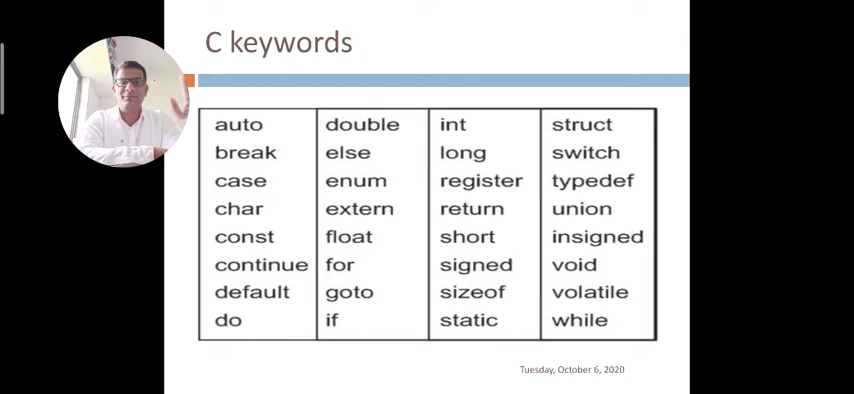 C keywords
auto double int struct
break else long switch
case enum register typedef
char extern return union
const float short insigned
continue for signed void
default goto sizeof volatile
do if static while
Tuesday, October 6, 2020